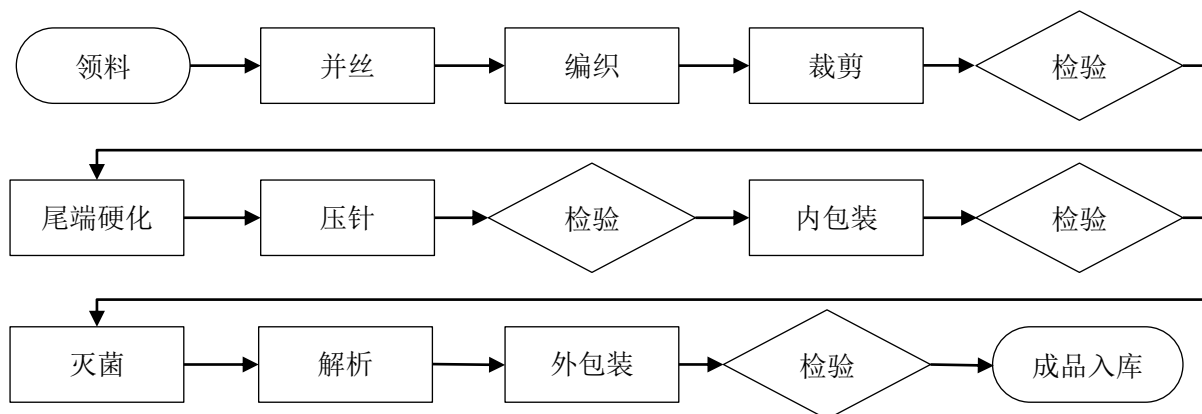 领料 并丝 编织 裁剪 检验
尾端硬化 压针 检验 内包装 检验
灭菌 解析 外包装 检验 成品入库